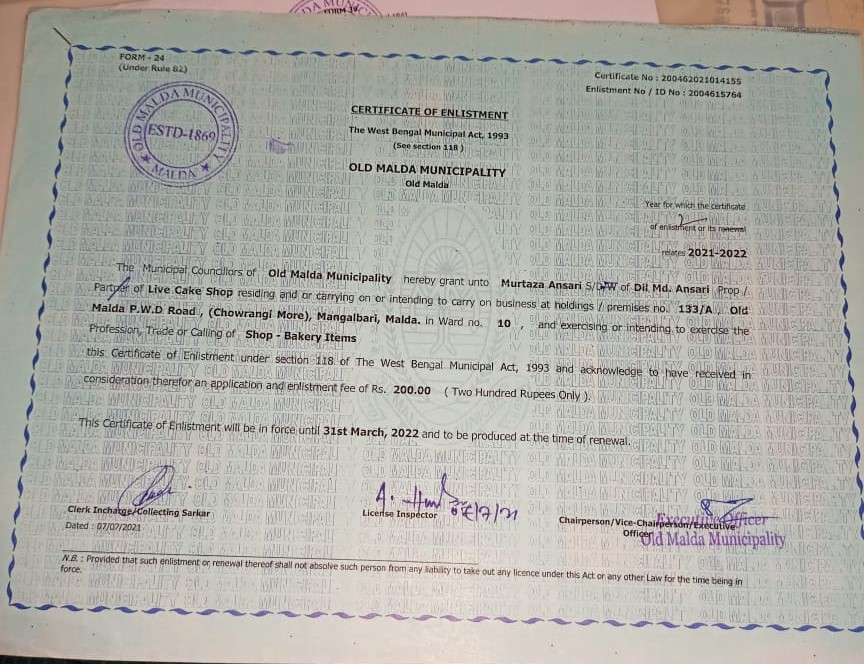 FORM - 24
(Under Rule 82)
Certificate No : 200462021014155
Enlistment No / ID No : 2004615764
OLD MALDA MUNICIPALITY
ESTD-1869
MALDA
CERTIFICATE OF ENLISTMENT
The West Bengal Municipal Act, 1993
(See section 118 )
OLD MALDA MUNICIPALITY
Old Malda
Year for which the certificate
of enlistment or its renewal
relates 2021-2022
The Municipal Councillors of Old Malda Municipality hereby grant unto Murtaza Ansari S/D/W of Dil Md. Ansari Prop /
Partner of Live Cake Shop residing and or carrying on or intending to carry on business at holdings / premises no. 133/A , Old
Malda P.W.D Road , (Chowrangi More), Mangalbari, Malda. in Ward no. 10 , and exercising or intending to exercise the
Profession, Trade or Calling of Shop - Bakery Items
this Certificate of Enlistment under section 118 of The West Bengal Municipal Act, 1993 and acknowledge to have received in
consideration therefor an application and enlistment fee of Rs. 200.00 ( Two Hundred Rupees Only ).
This Certificate of Enlistment will be in force until 31st March, 2022 and to be produced at the time of renewal.
Clerk Incharge/Collecting Sarkar
Dated : 07/07/2021
License Inspector
Chairperson/Vice-Chairperson/Executive
Officer
Executive Officer
Old Malda Municipality
N.B. : Provided that such enlistment or renewal thereof shall not absolve such person from any liability to take out any licence under this Act or any other Law for the time being in
force.